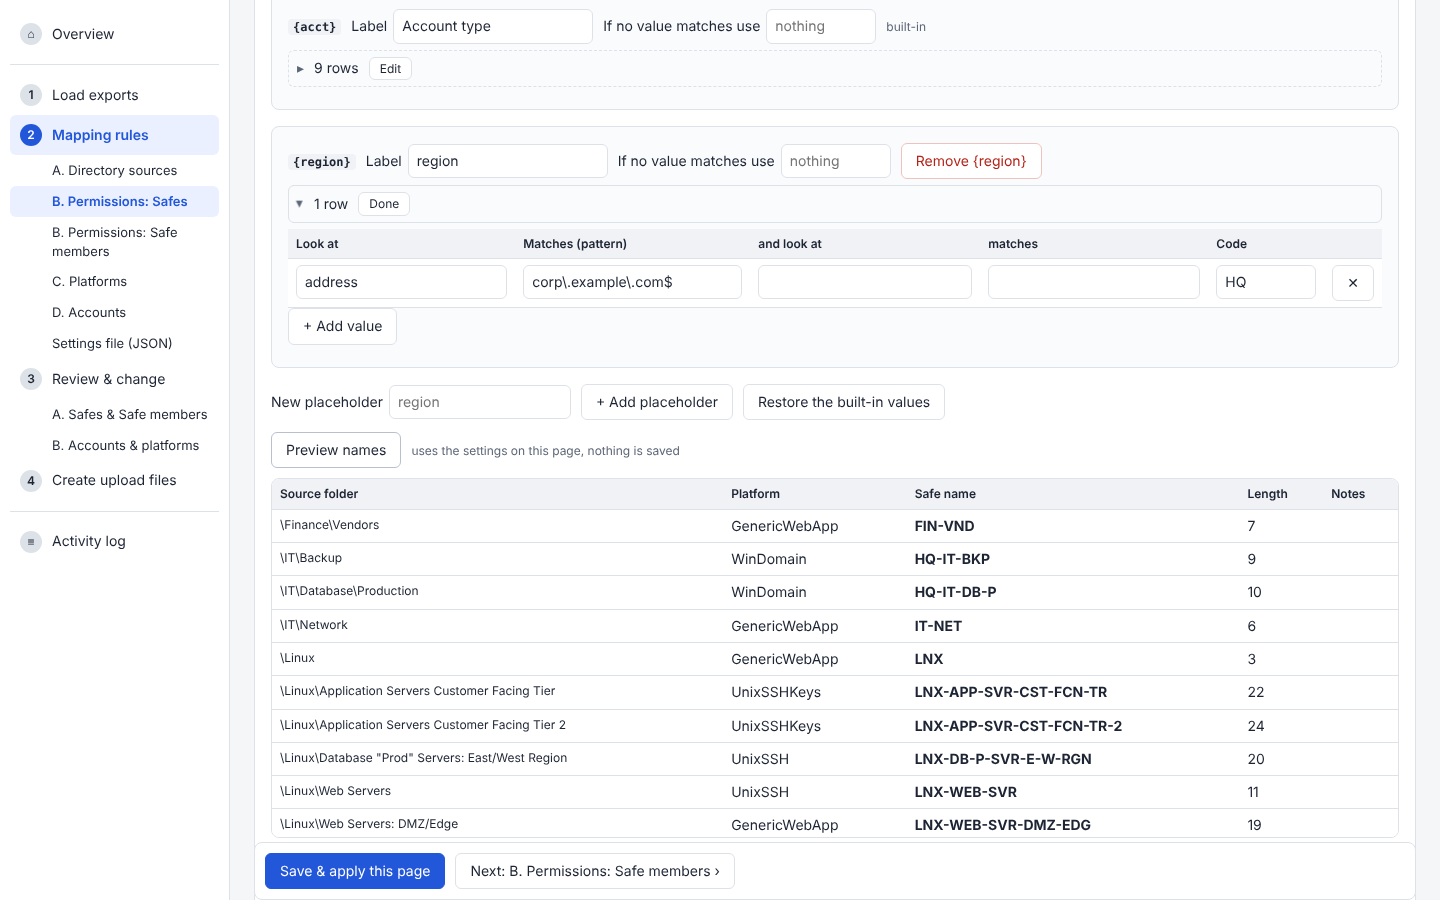 Overview
1 Load exports
2 Mapping rules
A. Directory sources
B. Permissions: Safes
B. Permissions: Safe
members
C. Platforms
D. Accounts
Settings file (JSON)
3 Review & change
A. Safes & Safe members
B. Accounts & platforms
4 Create upload files
Activity log
{acct} Label Account type If no value matches use nothing built-in
9 rows Edit
{region} Label region If no value matches use nothing Remove {region}
1 row Done
Look at Matches (pattern) and look at matches Code
address corp\.example\.com$ HQ ×
+ Add value
New placeholder region + Add placeholder Restore the built-in values
Preview names uses the settings on this page, nothing is saved
Source folder Platform Safe name Length Notes
\Finance\Vendors GenericWebApp FIN-VND 7
\IT\Backup WinDomain HQ-IT-BKP 9
\IT\Database\Production WinDomain HQ-IT-DB-P 10
\IT\Network GenericWebApp IT-NET 6
\Linux GenericWebApp LNX 3
\Linux\Application Servers Customer Facing Tier UnixSSHKeys LNX-APP-SVR-CST-FCN-TR 22
\Linux\Application Servers Customer Facing Tier 2 UnixSSHKeys LNX-APP-SVR-CST-FCN-TR-2 24
\Linux\Database "Prod" Servers: East/West Region UnixSSH LNX-DB-P-SVR-E-W-RGN 20
\Linux\Web Servers UnixSSH LNX-WEB-SVR 11
\Linux\Web Servers: DMZ/Edge GenericWebApp LNX-WEB-SVR-DMZ-EDG 19
Save & apply this page Next: B. Permissions: Safe members ›